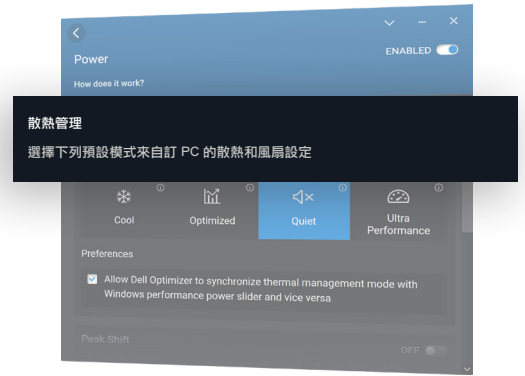 Power
ENABLED
How does it work?
散熱管理
選擇下列預設模式來自訂 PC 的散熱和風扇設定
Cool
Optimized
Quiet
Ultra
Performance
Preferences
Allow Dell Optimizer to synchronize thermal management mode with
Windows performance power slider and vice versa
Peak Shift
OFF